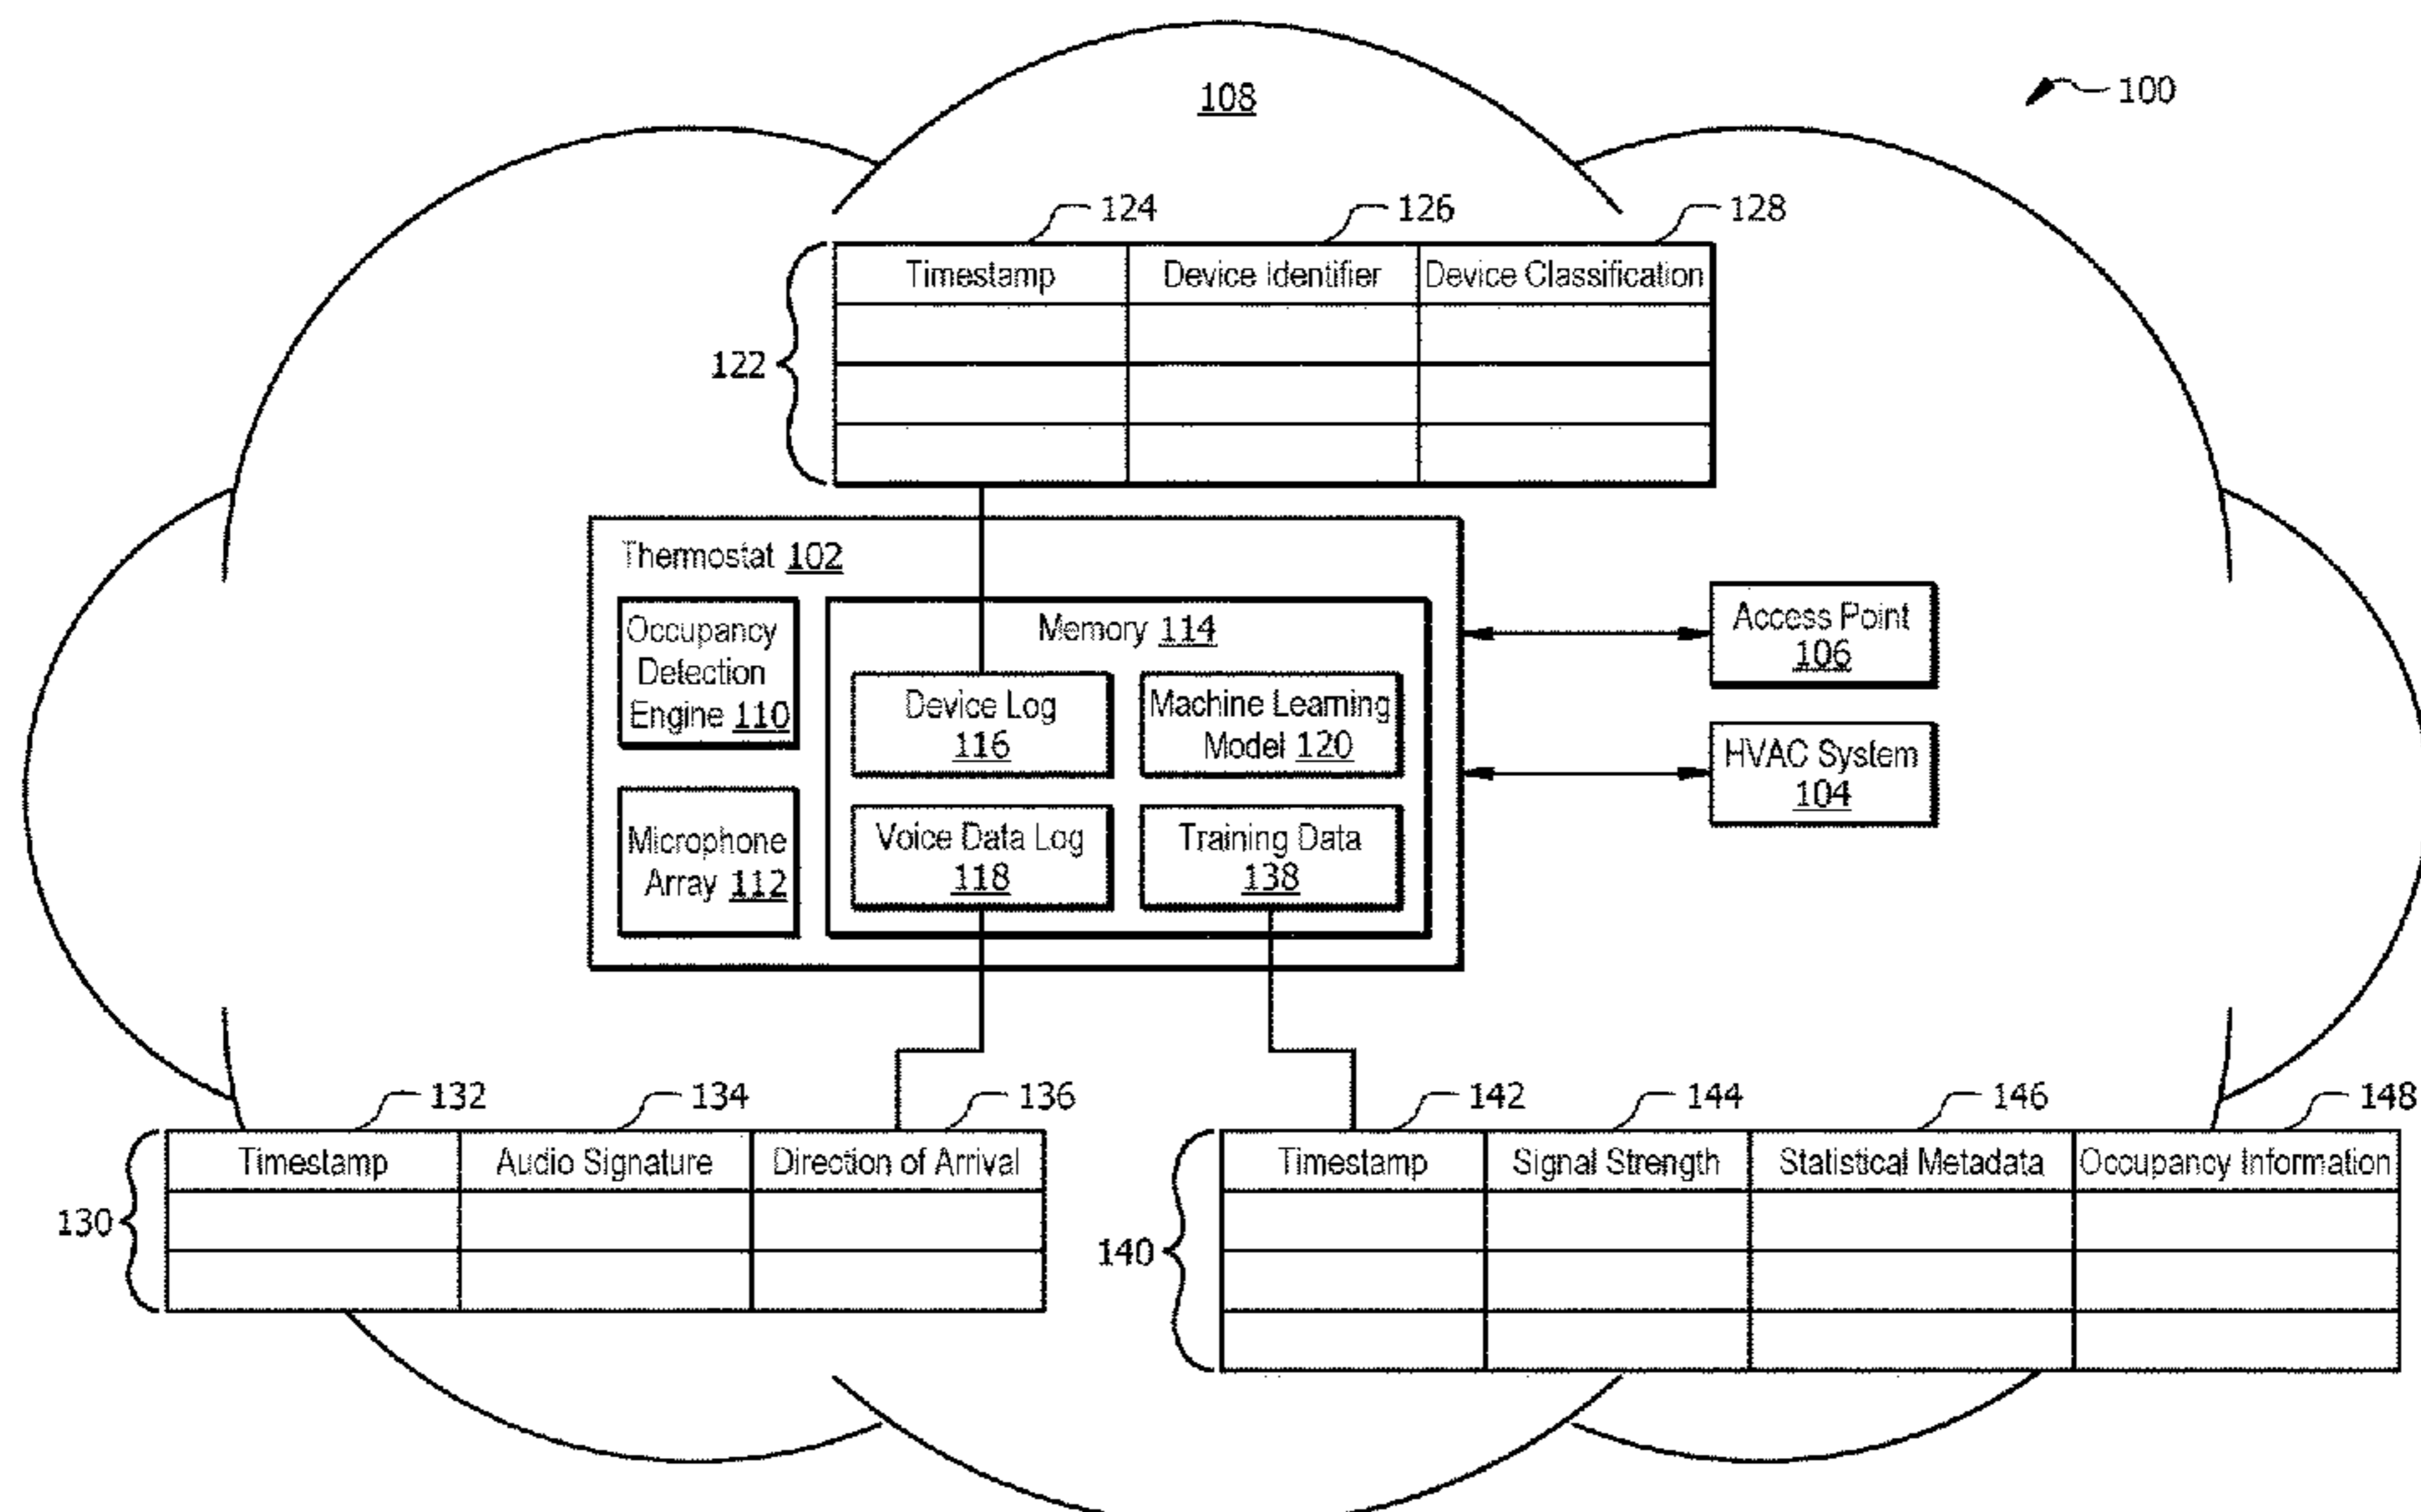 108
100
124
126
128
Timestamp
Device Identifier
Device Classification
122
Thermostat 102
Occupancy
Detection
Engine 110
Microphone
Array 112
Memory 114
Device Log
116
Machine Learning
Model 120
Voice Data Log
118
Training Data
138
Access Point
106
HVAC System
104
132
134
136
Timestamp
Audio Signature
Direction of Arrival
130
142
144
146
148
Timestamp
Signal Strength
Statistical Metadata
Occupancy Information
140